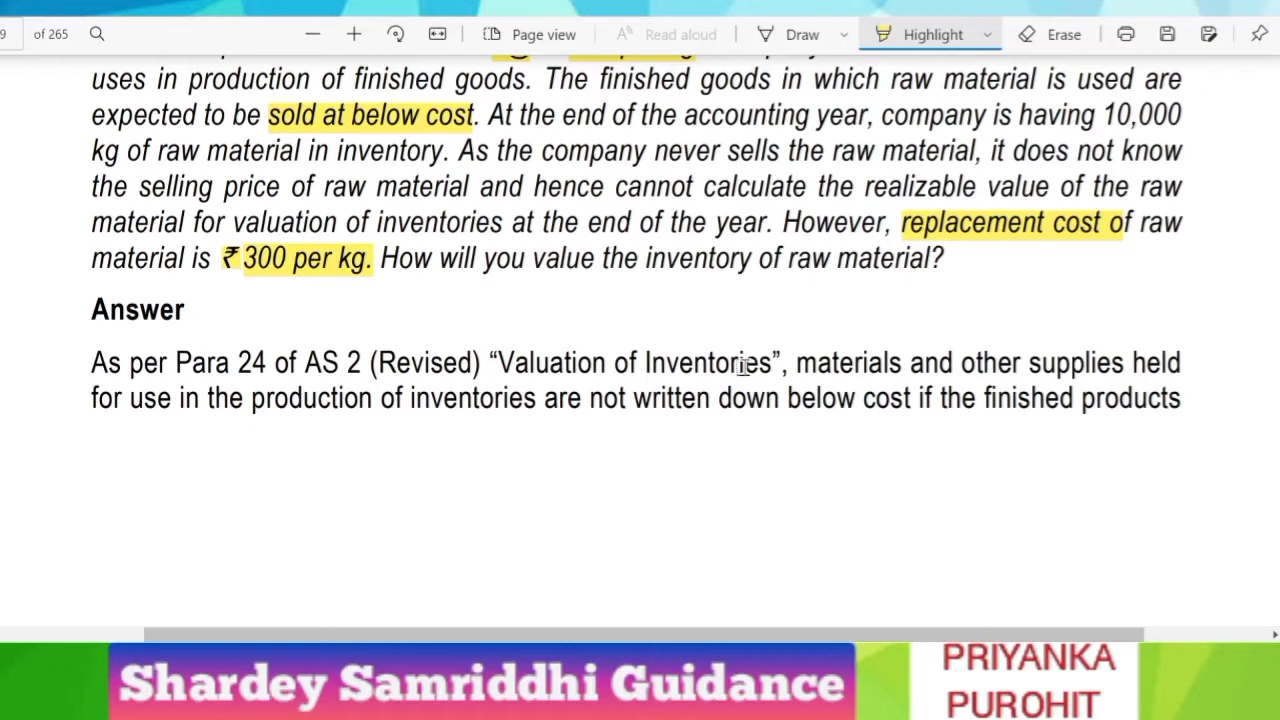 9 of 265 Page view Read aloud Draw Highlight Erase
uses in production of finished goods. The finished goods in which raw material is used are
expected to be sold at below cost. At the end of the accounting year, company is having 10,000
kg of raw material in inventory. As the company never sells the raw material, it does not know
the selling price of raw material and hence cannot calculate the realizable value of the raw
material for valuation of inventories at the end of the year. However, replacement cost of raw
material is ₹ 300 per kg. How will you value the inventory of raw material?
Answer
As per Para 24 of AS 2 (Revised) “Valuation of Inventories”, materials and other supplies held
for use in the production of inventories are not written down below cost if the finished products
Shardey Samriddhi Guidance
PRIYANKA
PUROHIT